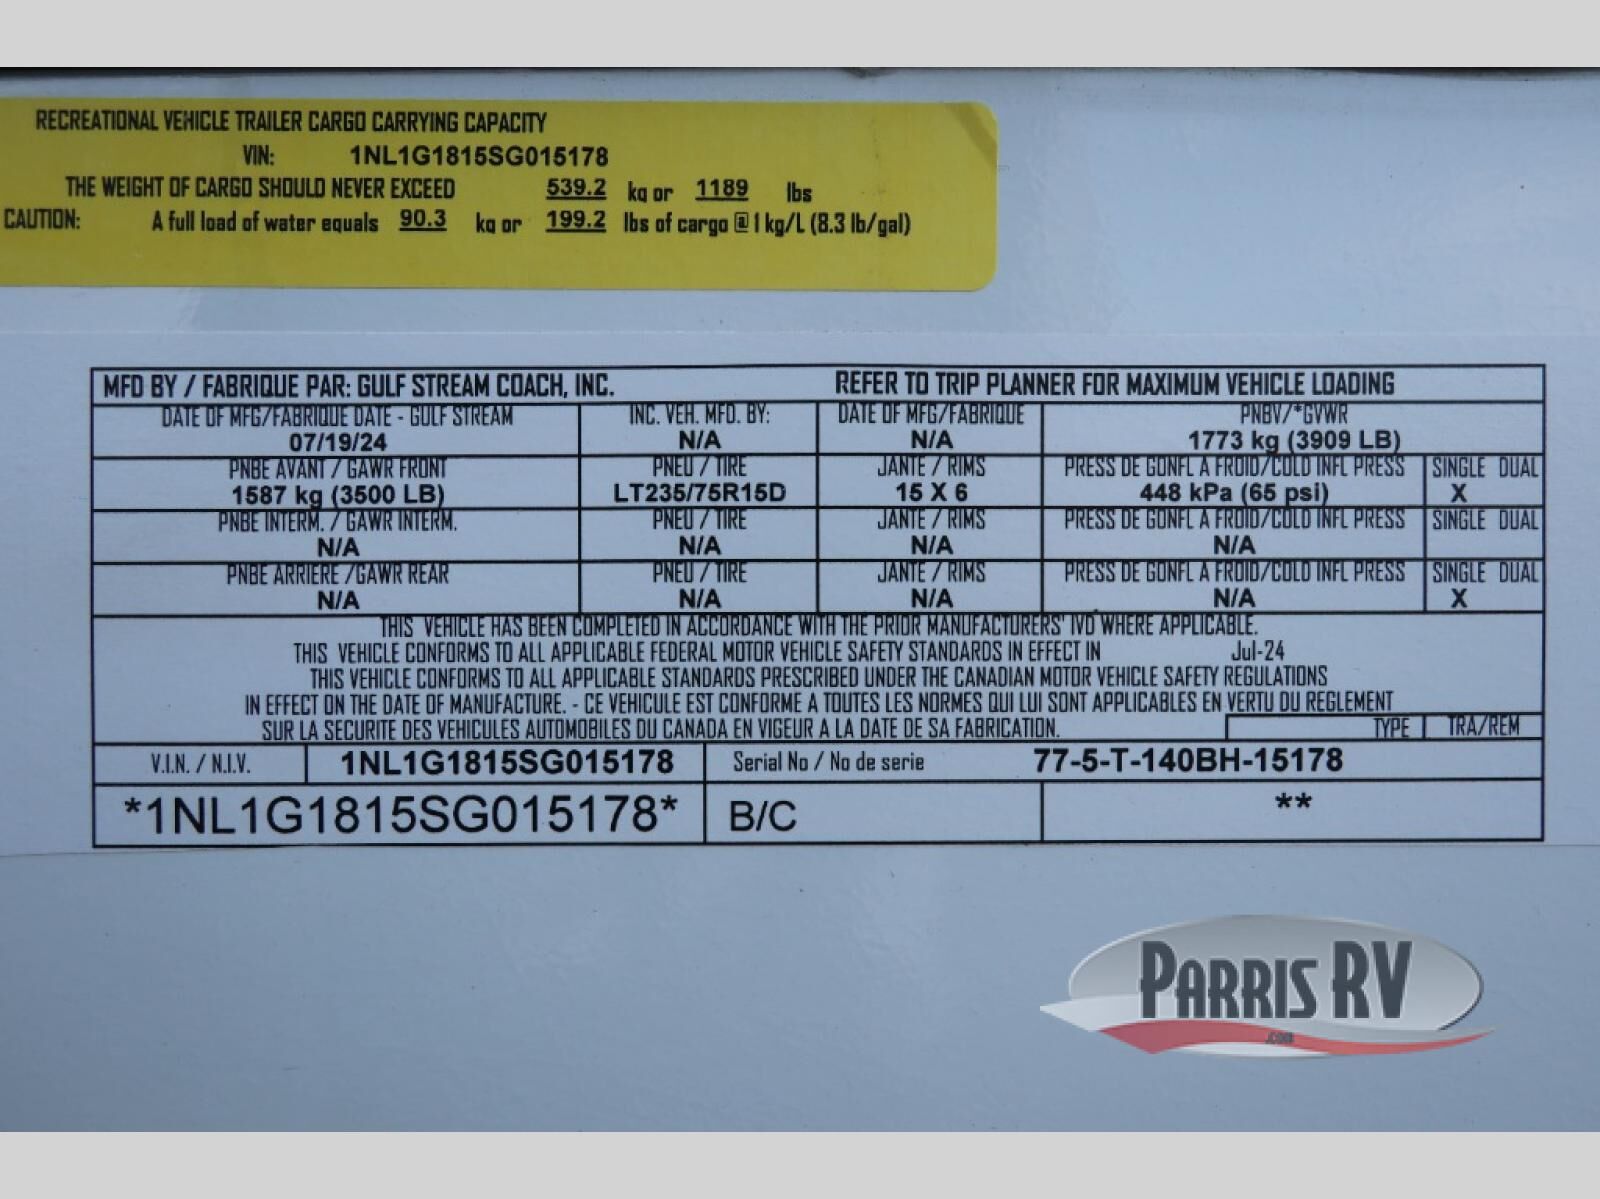 RECREATIONAL VEHICLE TRAILER CARGO CARRYING CAPACITY
VIN: 1NL1G1815SG015178
THE WEIGHT OF CARGO SHOULD NEVER EXCEED 539.2 kg or 1189 lbs
CAUTION: A full load of water equals 90.3 kg or 199.2 lbs of cargo @ 1 kg/L (8.3 lb/gal)
MFD BY / FABRIQUE PAR: GULF STREAM COACH, INC. REFER TO TRIP PLANNER FOR MAXIMUM VEHICLE LOADING
DATE OF MFG/FABRIQUE DATE - GULF STREAM INC. VEH. MFD. BY: DATE OF MFG/FABRIQUE PNBV/*GVWR
07/19/24 N/A N/A 1773 kg (3909 LB)
PNBE AVANT / GAWR FRONT PNEU / TIRE JANTE / RIMS PRESS DE GONFL A FROID/COLD INFL PRESS SINGLE DUAL
1587 kg (3500 LB) LT235/75R15D 15 X 6 448 kPa (65 psi) X
PNBE INTERM. / GAWR INTERM. PNEU / TIRE JANTE / RIMS PRESS DE GONFL A FROID/COLD INFL PRESS SINGLE DUAL
N/A N/A N/A N/A
PNBE ARRIERE /GAWR REAR PNEU / TIRE JANTE / RIMS PRESS DE GONFL A FROID/COLD INFL PRESS SINGLE DUAL
N/A N/A N/A N/A X
THIS VEHICLE HAS BEEN COMPLETED IN ACCORDANCE WITH THE PRIOR MANUFACTURERS' IVD WHERE APPLICABLE.
THIS VEHICLE CONFORMS TO ALL APPLICABLE FEDERAL MOTOR VEHICLE SAFETY STANDARDS IN EFFECT IN Jul-24
THIS VEHICLE CONFORMS TO ALL APPLICABLE STANDARDS PRESCRIBED UNDER THE CANADIAN MOTOR VEHICLE SAFETY REGULATIONS
IN EFFECT ON THE DATE OF MANUFACTURE. - CE VEHICULE EST CONFORME A TOUTES LES NORMES QUI LUI SONT APPLICABLES EN VERTU DU REGLEMENT
SUR LA SECURITE DES VEHICULES AUTOMOBILES DU CANADA EN VIGEUR A LA DATE DE SA FABRICATION. TYPE TRA/REM
V.I.N. / N.I.V. 1NL1G1815SG015178 Serial No / No de serie 77-5-T-140BH-15178
*1NL1G1815SG015178* B/C **
PARRIS RV
.COM